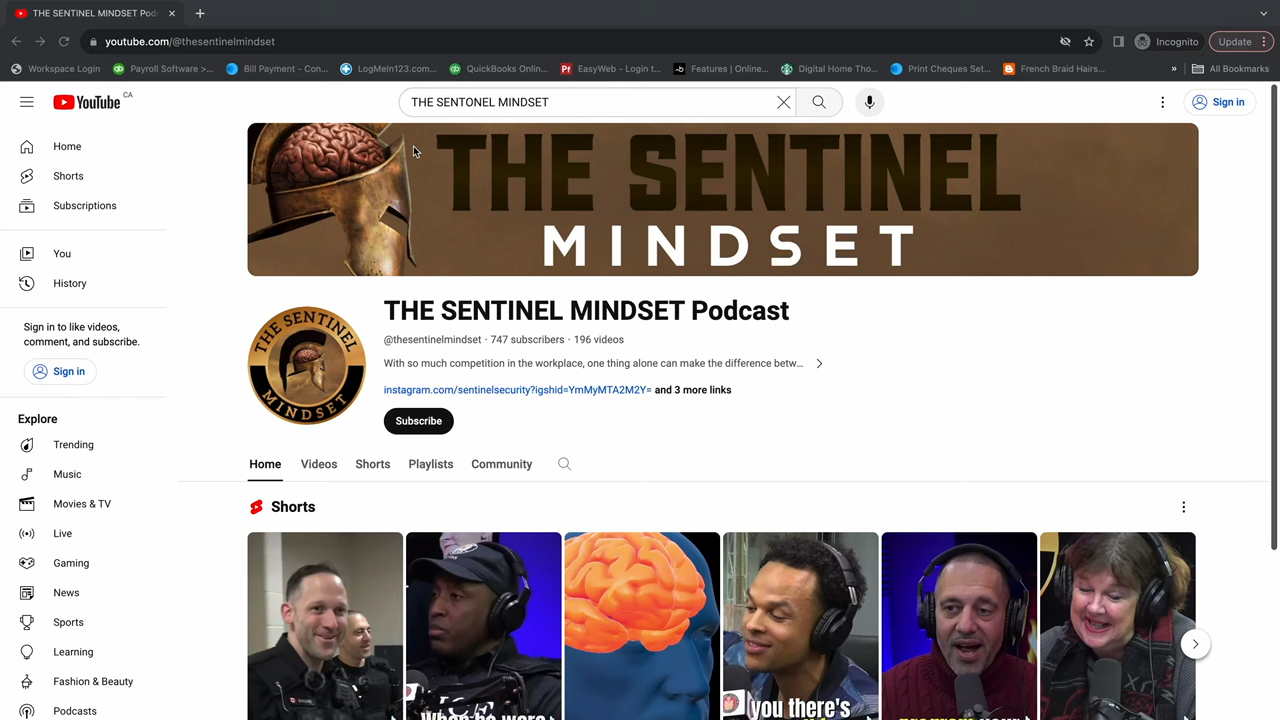 THE SENTINEL MINDSET Pod
youtube.com/@thesentinelmindset
Incognito
Update
Workspace Login
Payroll Software >...
Bill Payment - Con...
LogMeIn123.com...
QuickBooks Onlin...
EasyWeb - Login t...
Features | Online...
Digital Home Tho...
Print Cheques Set...
French Braid Hairs...
»
All Bookmarks
YouTube CA
THE SENTONEL MINDSET
Sign in
Home
Shorts
Subscriptions
You
History
Sign in to like videos,
comment, and subscribe.
Sign in
Explore
Trending
Music
Movies & TV
Live
Gaming
News
Sports
Learning
Fashion & Beauty
Podcasts
THE SENTINEL
MINDSET
THE SENTINEL
MINDSET
THE SENTINEL MINDSET Podcast
@thesentinelmindset · 747 subscribers · 196 videos
With so much competition in the workplace, one thing alone can make the difference betw...
instagram.com/sentinelsecurity?igshid=YmMyMTA2M2Y= and 3 more links
Subscribe
Home
Videos
Shorts
Playlists
Community
Shorts
When he were
you there's